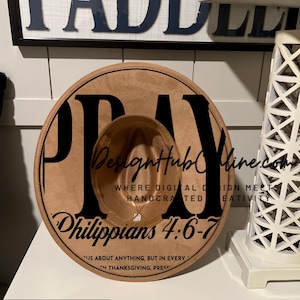 PADDLE
PRAY
DesignHubOnline.com
WHERE DIGITAL DESIGN MEETS
HANDCRAFTED CREATIVITY
Philippians 4:6-7
US ABOUT ANYTHING, BUT IN EVERY
THANKSGIVING, PRESE